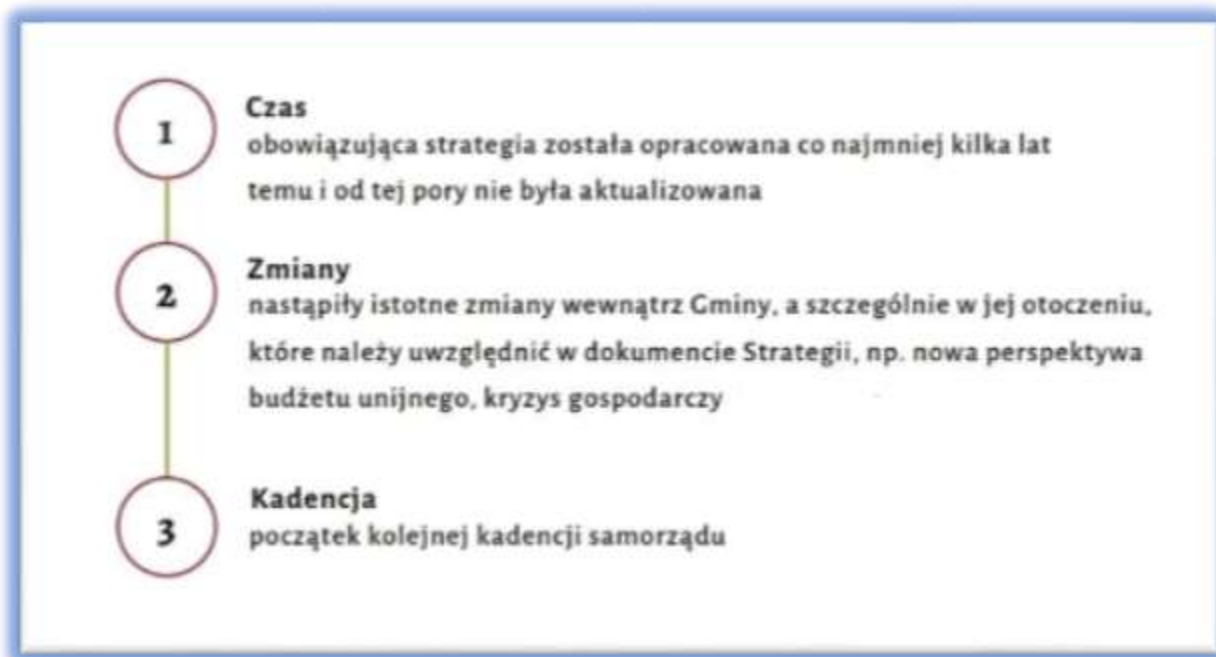 1
Czas
obowiązująca strategia została opracowana co najmniej kilka lat
temu i od tej pory nie była aktualizowana
2
Zmiany
nastąpiły istotne zmiany wewnątrz Gminy, a szczególnie w jej otoczeniu,
które należy uwzględnić w dokumencie Strategii, np. nowa perspektywa
budżetu unijnego, kryzys gospodarczy
3
Kadencja
początek kolejnej kadencji samorządu